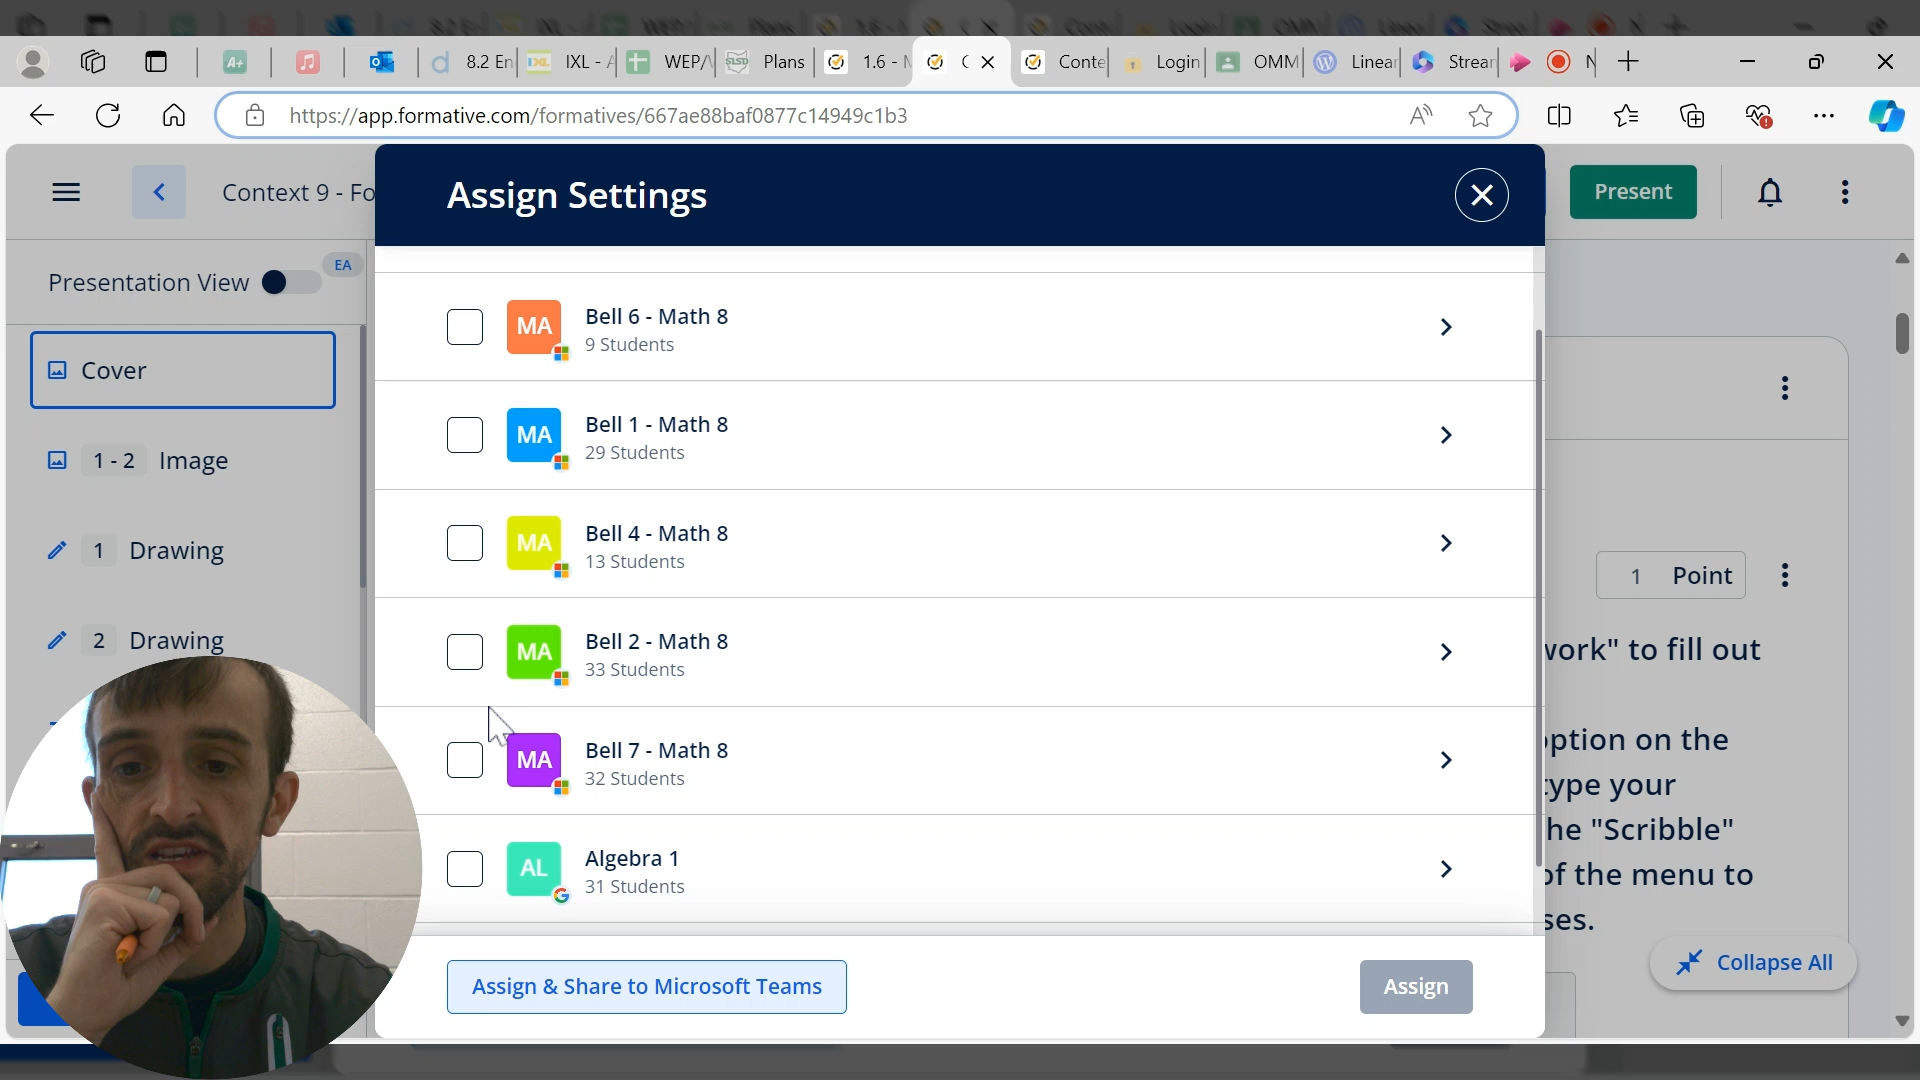 8.2 En
IXL - A
WEP/W
Plans
1.6 - M
Conte
Login
OMM
Linear
Stream
N
https://app.formative.com/formatives/667ae88baf0877c14949c1b3
Context 9 - Fo
Assign Settings
Present
Presentation View
EA
Cover
1 - 2 Image
1 Drawing
2 Drawing
MA
Bell 6 - Math 8
9 Students
MA
Bell 1 - Math 8
29 Students
MA
Bell 4 - Math 8
13 Students
MA
Bell 2 - Math 8
33 Students
MA
Bell 7 - Math 8
32 Students
AL
Algebra 1
31 Students
1 Point
work" to fill out
option on the
type your
he "Scribble"
of the menu to
ses.
Collapse All
Assign & Share to Microsoft Teams
Assign